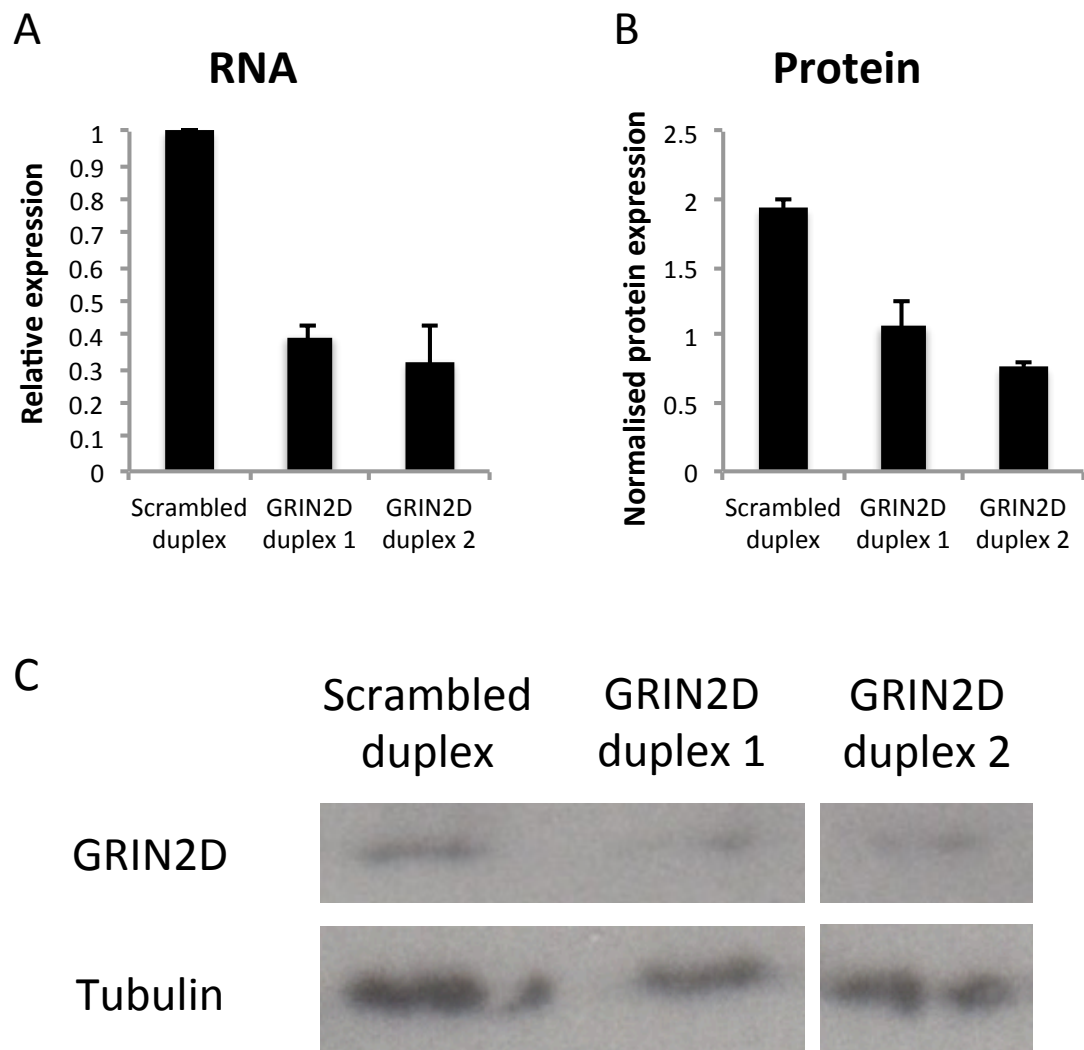 A
RNA
Relative expression
1
0.9
0.8
0.7
0.6
0.5
0.4
0.3
0.2
0.1
0
Scrambled
duplex
GRIN2D
duplex 1
GRIN2D
duplex 2
B
Protein
Normalised protein expression
2.5
2
1.5
1
0.5
0
Scrambled
duplex
GRIN2D
duplex 1
GRIN2D
duplex 2
C
Scrambled
duplex
GRIN2D
duplex 1
GRIN2D
duplex 2
GRIN2D
Tubulin